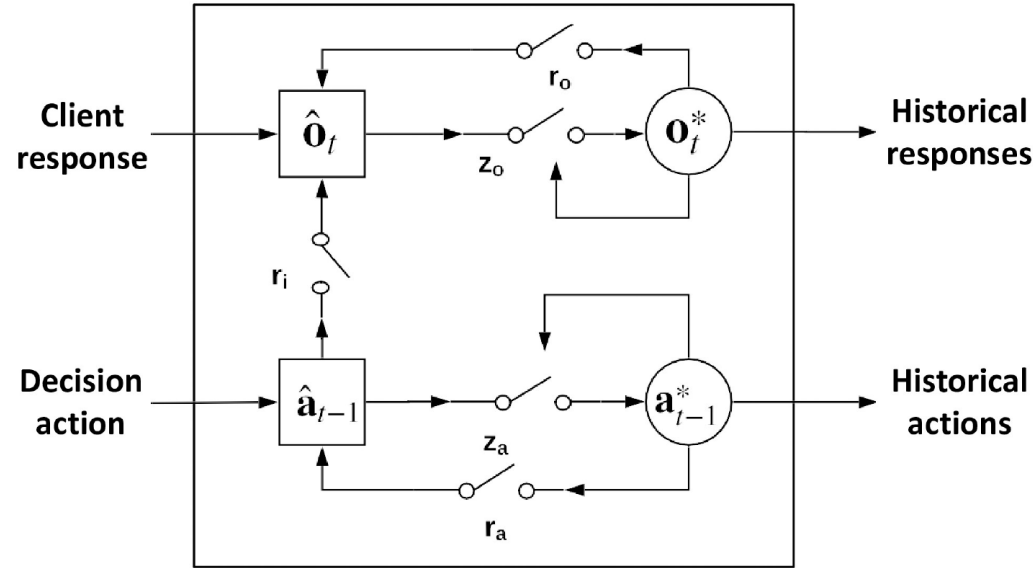 r_o
Client
response
ô_t
z_o
o*_t
Historical
responses
r_i
Decision
action
â_{t−1}
z_a
a*_{t−1}
Historical
actions
r_a